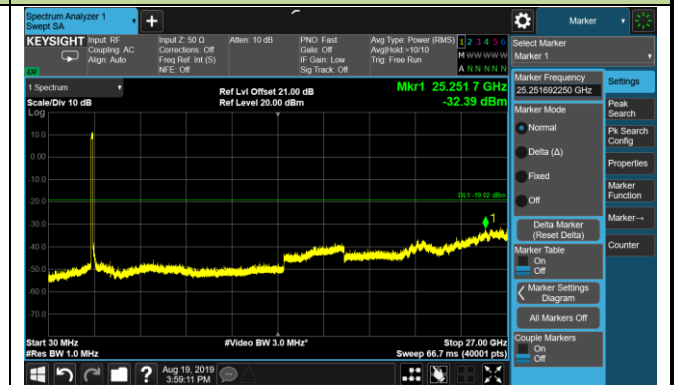 Spectrum Analyzer 1
Swept SA
Marker
KEYSIGHT
Input: RF
Coupling: AC
Align: Auto
Input Z: 50 Ω
Corrections: Off
Freq Ref: Int (S)
NFE: Off
Atten: 10 dB
PNO: Fast
Gate: Off
IF Gain: Low
Sig Track: Off
Avg Type: Power (RMS)
Avg|Hold >10/10
Trig: Free Run
1 2 3 4 5 6
M W W W W W
A N N N N N
Select Marker
Marker 1
1 Spectrum
Scale/Div 10 dB
Log
Ref Lvl Offset 21.00 dB
Ref Level 20.00 dBm
Mkr1 25.251 7 GHz
-32.39 dBm
10.0
0.00
-10.0
-20.0
-30.0
-40.0
-50.0
-60.0
-70.0
DL1 -19.02 dBm
1
Start 30 MHz
#Res BW 1.0 MHz
#Video BW 3.0 MHz*
Stop 27.00 GHz
Sweep 66.7 ms (40001 pts)
Marker Frequency
25.251692250 GHz
Marker Mode
Normal
Delta (Δ)
Fixed
Off
Delta Marker
(Reset Delta)
Marker Table
On
Off
Marker Settings
Diagram
All Markers Off
Couple Markers
On
Off
Settings
Peak
Search
Pk Search
Config
Properties
Marker
Function
Marker→
Counter
Aug 19, 2019
3:59:11 PM